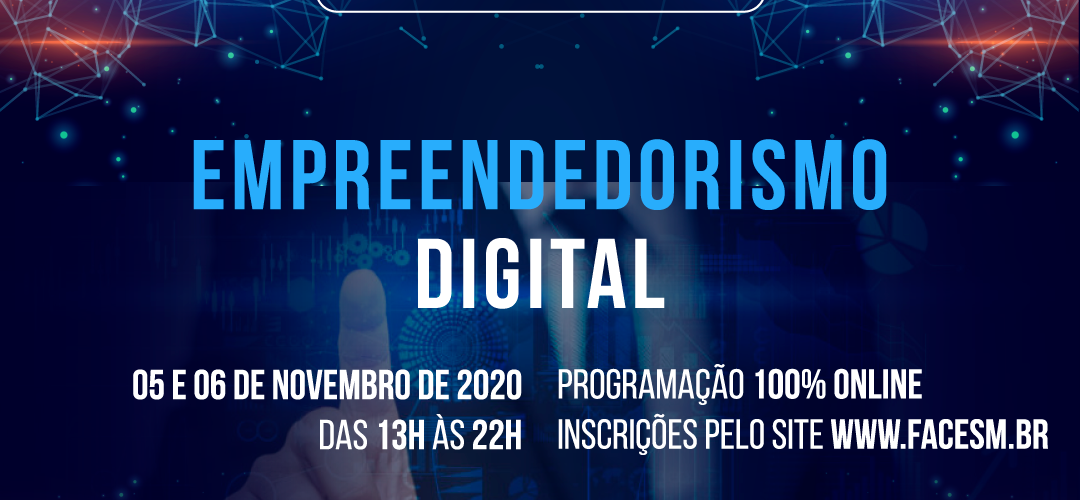 EMPREENDEDORISMO
DIGITAL
05 E 06 DE NOVEMBRO DE 2020
DAS 13H ÀS 22H
PROGRAMAÇÃO 100% ONLINE
INSCRIÇÕES PELO SITE WWW.FACESM.BR